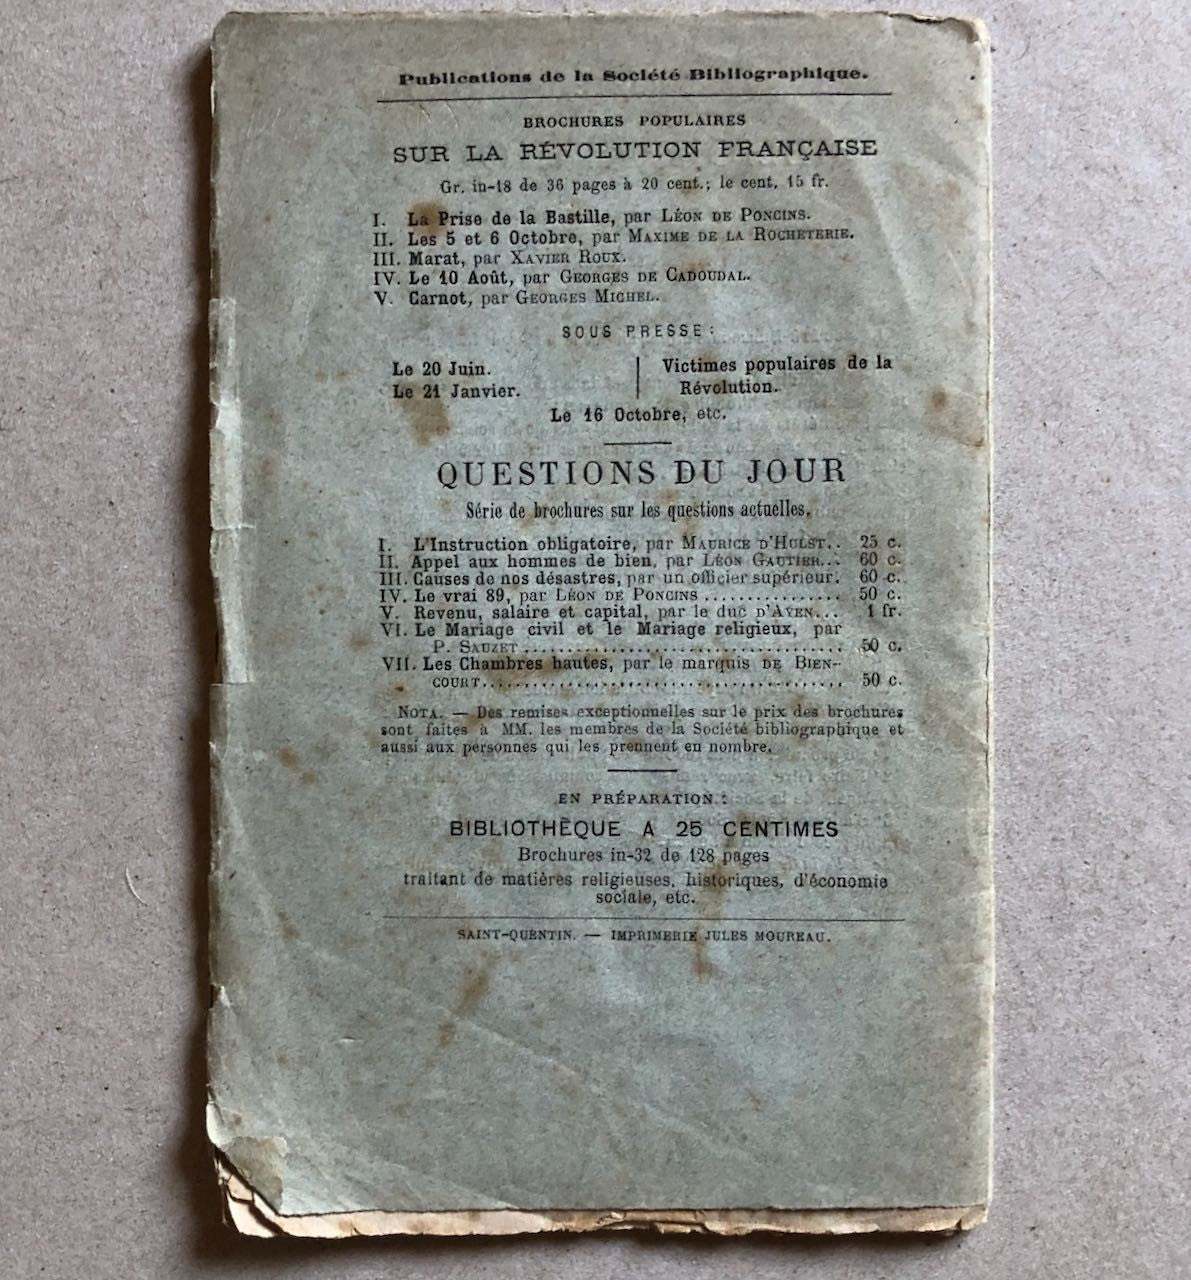 Publications de la Société Bibliographique.
BROCHURES POPULAIRES
SUR LA RÉVOLUTION FRANÇAISE
Gr. in-18 de 36 pages à 20 cent.; le cent, 15 fr.
I. La Prise de la Bastille, par LÉON DE PONCINS.
II. Les 5 et 6 Octobre, par MAXIME DE LA ROCHETERIE.
III. Marat, par XAVIER ROUX.
IV. Le 10 Août, par GEORGES DE CADOUDAL.
V. Carnot, par GEORGES MICHEL.
SOUS PRESSE:
Le 20 Juin.
Le 21 Janvier.
Victimes populaires de la
Révolution.
Le 16 Octobre, etc.
QUESTIONS DU JOUR
Série de brochures sur les questions actuelles.
I. L'Instruction obligatoire, par MAURICE D'HULST.. 25 c.
II. Appel aux hommes de bien, par LÉON GAUTIER... 60 c.
III. Causes de nos désastres, par un officier supérieur. 60 c.
IV. Le vrai 89, par LÉON DE PONCINS ................ 50 c.
V. Revenu, salaire et capital, par le duc D'AYEN... 1 fr.
VI. Le Mariage civil et le Mariage religieux, par
P. SAUZET .................................... 50 c.
VII. Les Chambres hautes, par le marquis DE BIEN-
COURT........................................ 50 c.
NOTA. — Des remises exceptionnelles sur le prix des brochures
sont faites à MM. les membres de la Société bibliographique et
aussi aux personnes qui les prennent en nombre.
EN PRÉPARATION:
BIBLIOTHÈQUE A 25 CENTIMES
Brochures in-32 de 128 pages
traitant de matières religieuses, historiques, d'économie
sociale, etc.
SAINT-QUENTIN. — IMPRIMERIE JULES MOUREAU.